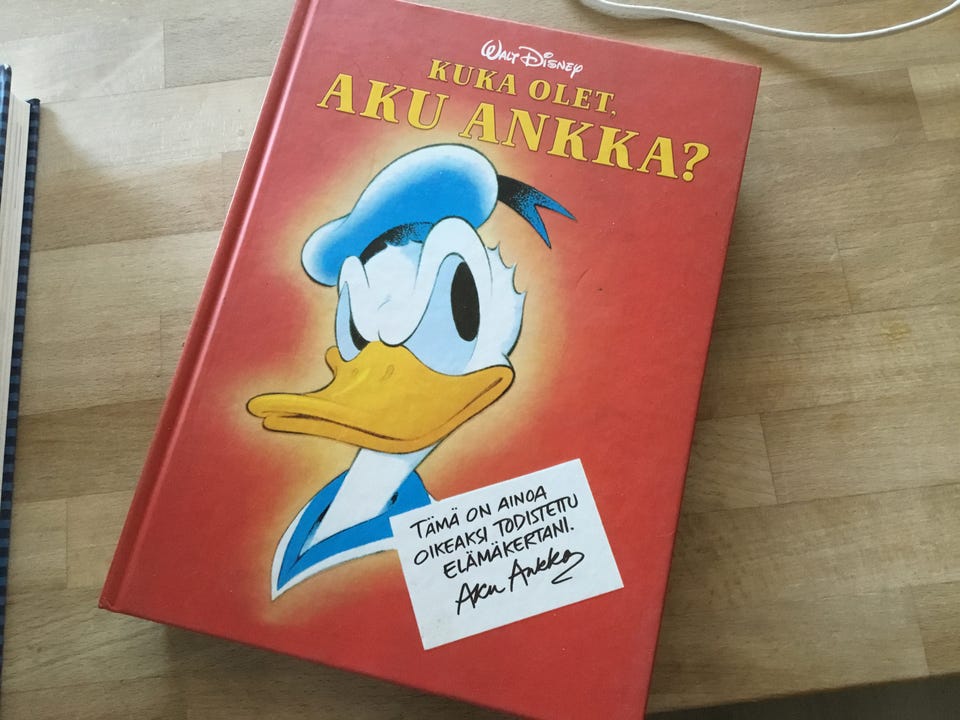 Walt Disney
KUKA OLET,
AKU ANKKA?
TÄMÄ ON AINOA
OIKEAKSI TODISTETTU
ELÄMÄKERTANI.
Aku Ankka